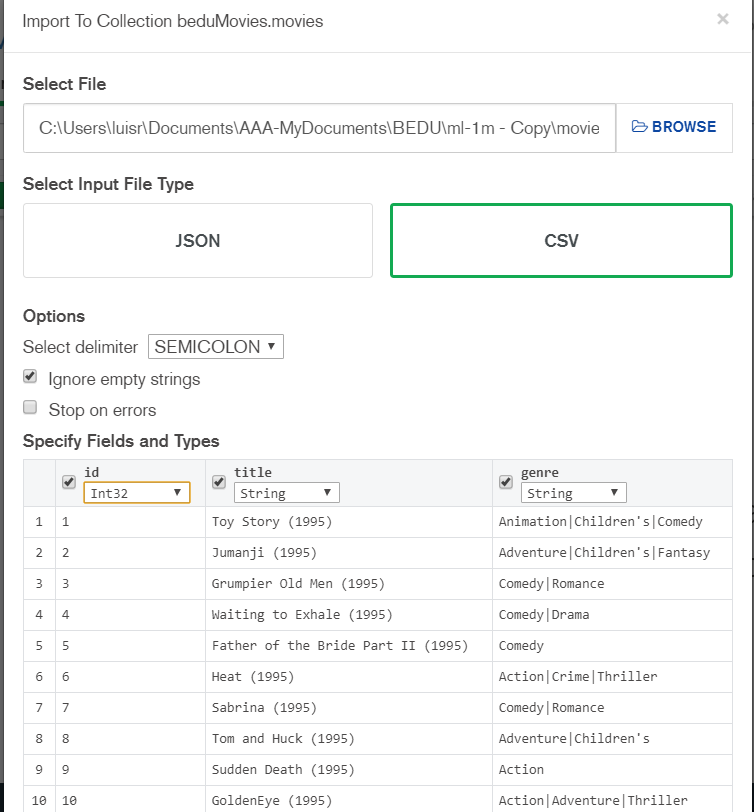 Import To Collection beduMovies.movies
×
Select File
C:\Users\luisr\Documents\AAA-MyDocuments\BEDU\ml-1m - Copy\movie
BROWSE
Select Input File Type
JSON
CSV
Options
Select delimiter SEMICOLON
Ignore empty strings
Stop on errors
Specify Fields and Types
id title genre
Int32 String String
1 1 Toy Story (1995) Animation|Children's|Comedy
2 2 Jumanji (1995) Adventure|Children's|Fantasy
3 3 Grumpier Old Men (1995) Comedy|Romance
4 4 Waiting to Exhale (1995) Comedy|Drama
5 5 Father of the Bride Part II (1995) Comedy
6 6 Heat (1995) Action|Crime|Thriller
7 7 Sabrina (1995) Comedy|Romance
8 8 Tom and Huck (1995) Adventure|Children's
9 9 Sudden Death (1995) Action
10 10 GoldenEye (1995) Action|Adventure|Thriller